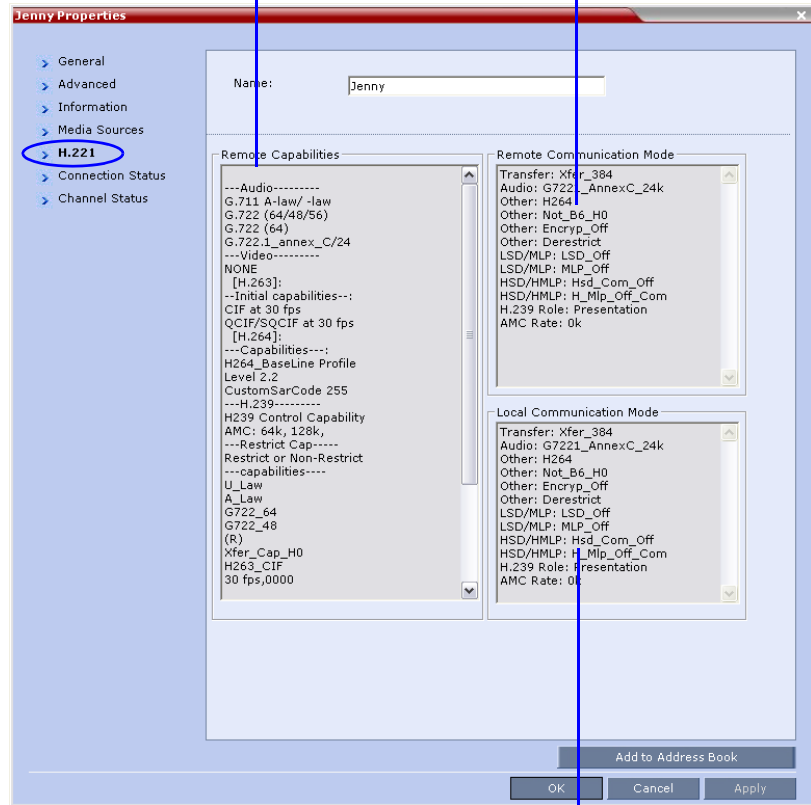 Jenny Properties
General
Advanced
Information
Media Sources
H.221
Connection Status
Channel Status
Name: Jenny
Remote Capabilities
---Audio---------
G.711 A-law/ -law
G.722 (64/48/56)
G.722 (64)
G.722.1_annex_C/24
---Video---------
NONE
[H.263]:
--Initial capabilities--:
CIF at 30 fps
QCIF/SQCIF at 30 fps
[H.264]:
---Capabilities---:
H264_BaseLine Profile
Level 2.2
CustomSarCode 255
---H.239---------
H239 Control Capability
AMC: 64k, 128k,
---Restrict Cap-----
Restrict or Non-Restrict
---capabilities----
U_Law
A_Law
G722_64
G722_48
(R)
Xfer_Cap_H0
H263_CIF
30 fps,0000
Remote Communication Mode
Transfer: Xfer_384
Audio: G7221_AnnexC_24k
Other: H264
Other: Not_B6_H0
Other: Encryp_Off
Other: Derestrict
LSD/MLP: LSD_Off
LSD/MLP: MLP_Off
HSD/HMLP: Hsd_Com_Off
HSD/HMLP: H_Mlp_Off_Com
H.239 Role: Presentation
AMC Rate: 0k
Local Communication Mode
Transfer: Xfer_384
Audio: G7221_AnnexC_24k
Other: H264
Other: Not_B6_H0
Other: Encryp_Off
Other: Derestrict
LSD/MLP: LSD_Off
LSD/MLP: MLP_Off
HSD/HMLP: Hsd_Com_Off
HSD/HMLP: H_Mlp_Off_Com
H.239 Role: Presentation
AMC Rate: 0k
Add to Address Book
OK
Cancel
Apply